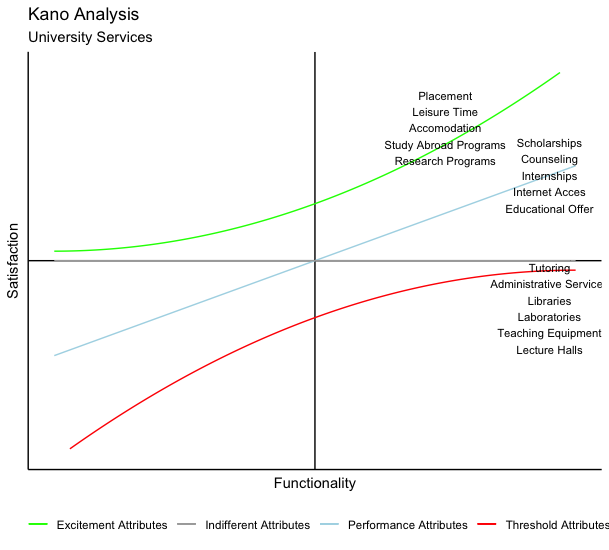 Kano Analysis
University Services
Placement
Leisure Time
Accomodation
Study Abroad Programs
Research Programs
Scholarships
Counseling
Internships
Internet Acces
Educational Offer
Tutoring
Administrative Service
Libraries
Laboratories
Teaching Equipment
Lecture Halls
Satisfaction
Functionality
Excitement Attributes
Indifferent Attributes
Performance Attributes
Threshold Attributes